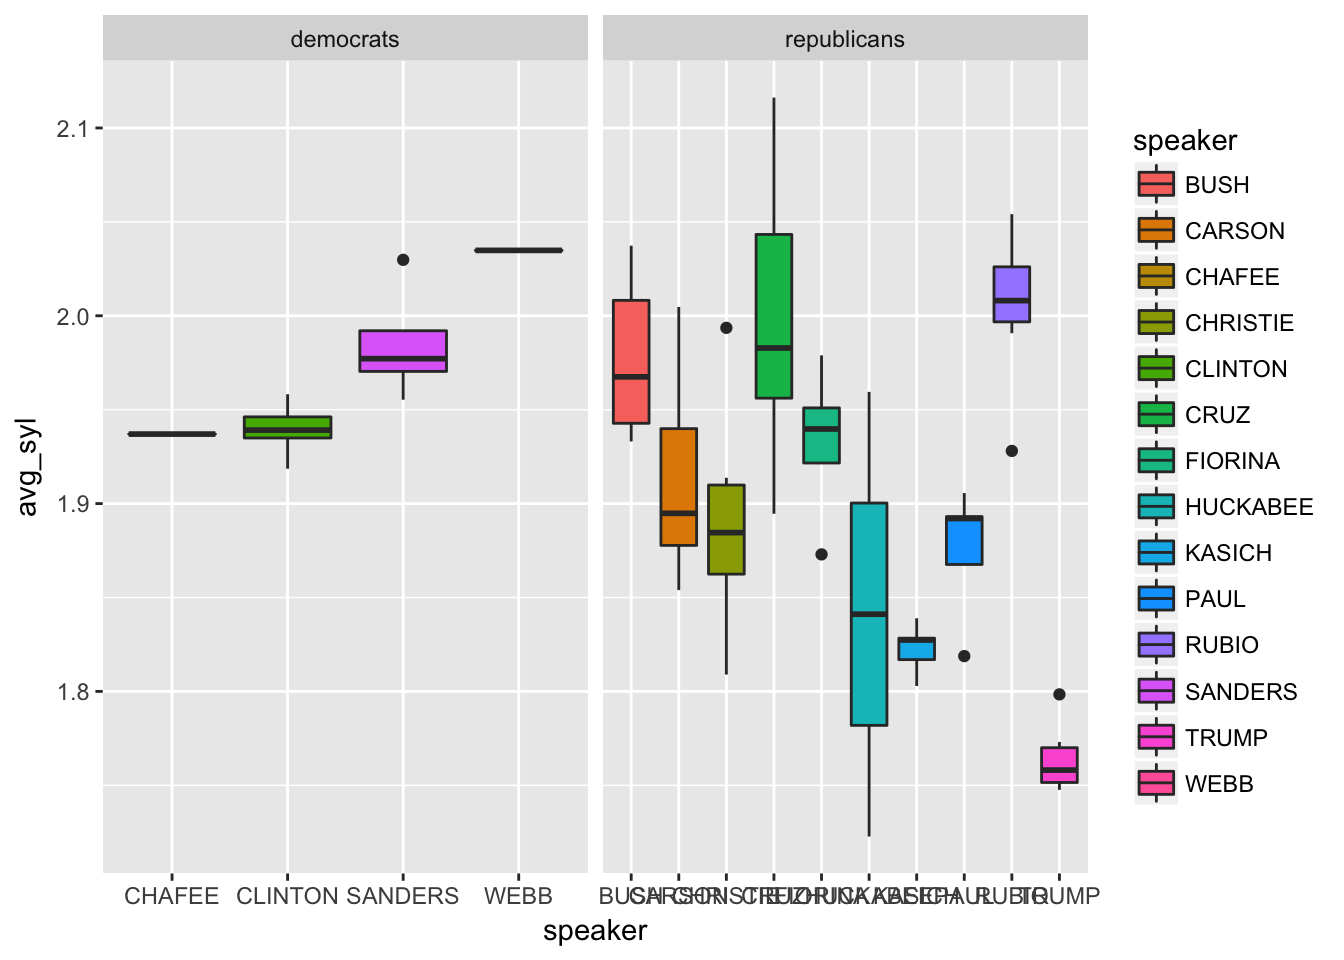 democrats
republicans
2.1
2.0
1.9
1.8
avg_syl
CHAFEE CLINTON SANDERS WEBB
BUSH CARSON CHRISTIE CRUZ FIORINA HUCKABEE KASICH PAUL RUBIO TRUMP
speaker
speaker
BUSH
CARSON
CHAFEE
CHRISTIE
CLINTON
CRUZ
FIORINA
HUCKABEE
KASICH
PAUL
RUBIO
SANDERS
TRUMP
WEBB